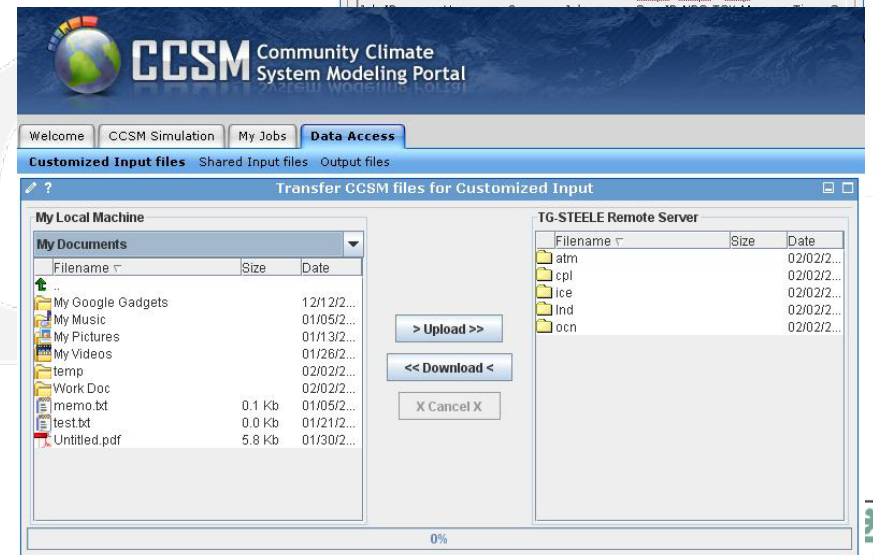 CCSM Community Climate
System Modeling Portal
Welcome CCSM Simulation My Jobs Data Access
Customized Input files Shared Input files Output files
? Transfer CCSM files for Customized Input
My Local Machine
My Documents
Filename Size Date
..
My Google Gadgets 12/12/2...
My Music 01/05/2...
My Pictures 01/13/2...
My Videos 01/26/2...
temp 02/02/2...
Work Doc 02/02/2...
memo.txt 0.1 Kb 01/05/2...
test.txt 0.0 Kb 01/21/2...
Untitled.pdf 5.8 Kb 01/30/2...
> Upload >>
<< Download <
X Cancel X
TG-STEELE Remote Server
Filename Size Date
atm 02/02/2...
cpl 02/02/2...
ice 02/02/2...
lnd 02/02/2...
ocn 02/02/2...
0%